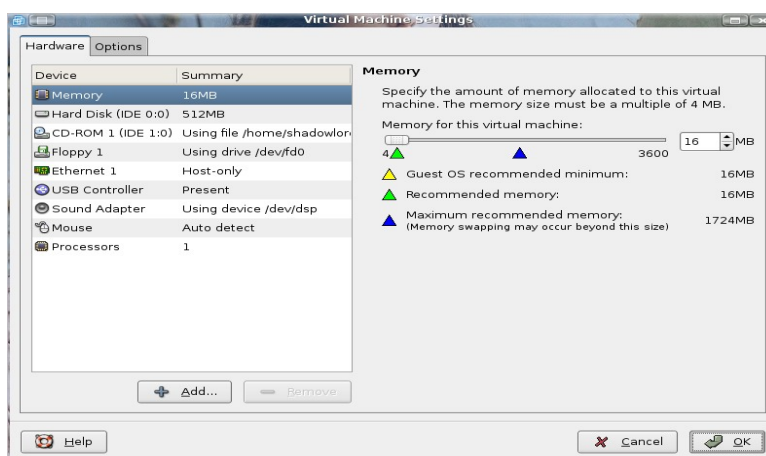 Virtual Machine Settings
Hardware Options
Device Summary
Memory 16MB
Hard Disk (IDE 0:0) 512MB
CD-ROM 1 (IDE 1:0) Using file /home/shadowlor
Floppy 1 Using drive /dev/fd0
Ethernet 1 Host-only
USB Controller Present
Sound Adapter Using device /dev/dsp
Mouse Auto detect
Processors 1
Add... Remove
Memory
Specify the amount of memory allocated to this virtual
machine. The memory size must be a multiple of 4 MB.
Memory for this virtual machine:
16 MB
4 3600
Guest OS recommended minimum: 16MB
Recommended memory: 16MB
Maximum recommended memory: 1724MB
(Memory swapping may occur beyond this size)
Help Cancel OK